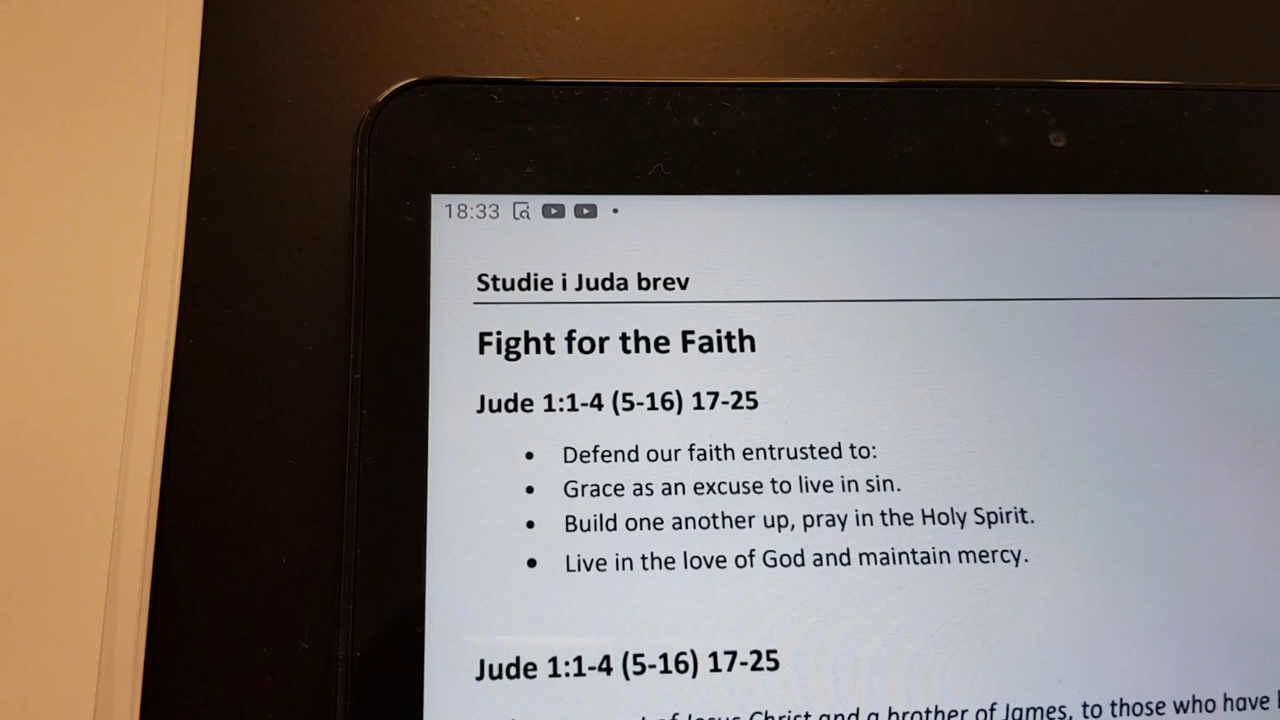 18:33
Studie i Juda brev
Fight for the Faith
Jude 1:1-4 (5-16) 17-25
• Defend our faith entrusted to:
• Grace as an excuse to live in sin.
• Build one another up, pray in the Holy Spirit.
• Live in the love of God and maintain mercy.
Jude 1:1-4 (5-16) 17-25
of Jesus Christ and a brother of James, to those who have